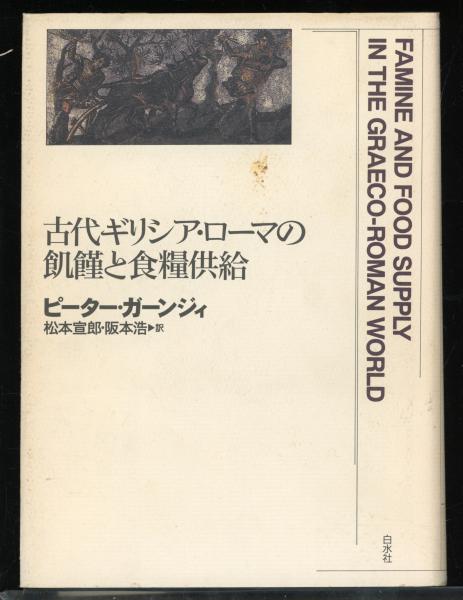 古代ギリシア・ローマの
飢饉と食糧供給
ピーター・ガーンジィ
松本宣郎・阪本浩▶訳
FAMINE AND FOOD SUPPLY
IN THE GRAECO-ROMAN WORLD
白水社